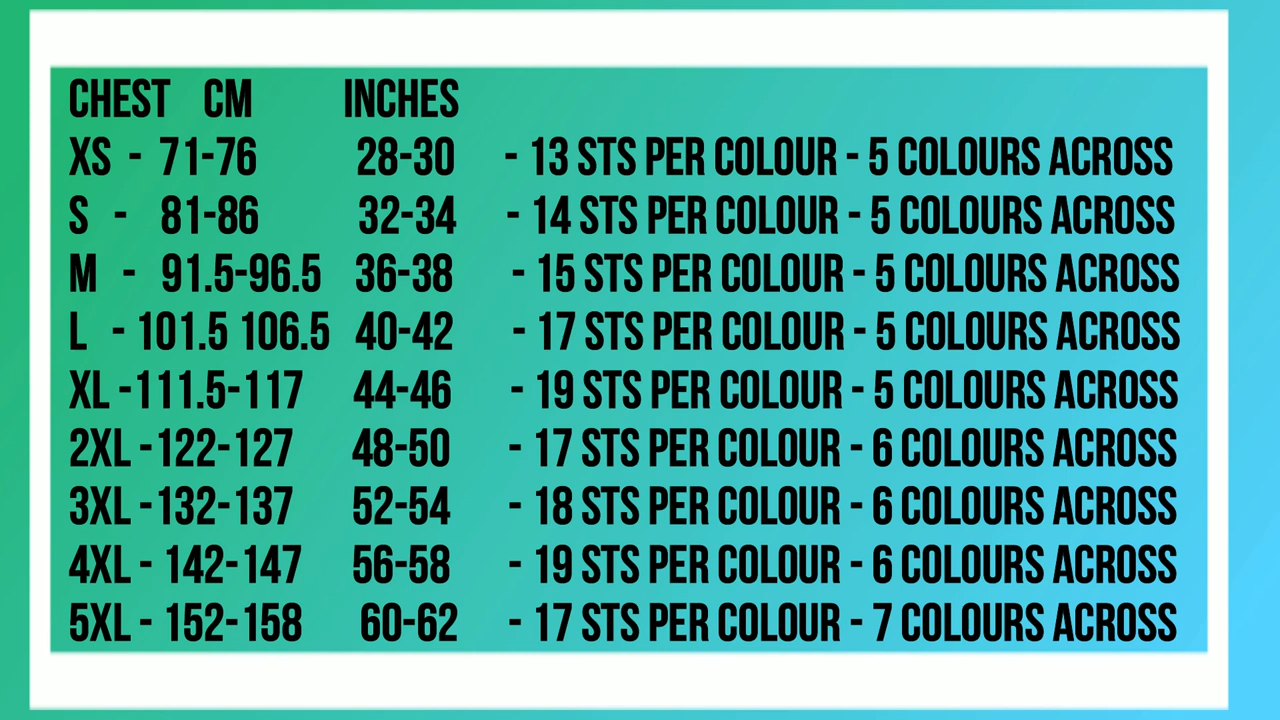 CHEST CM INCHES
XS - 71-76 28-30 - 13 STS PER COLOUR - 5 COLOURS ACROSS
S - 81-86 32-34 - 14 STS PER COLOUR - 5 COLOURS ACROSS
M - 91.5-96.5 36-38 - 15 STS PER COLOUR - 5 COLOURS ACROSS
L - 101.5 106.5 40-42 - 17 STS PER COLOUR - 5 COLOURS ACROSS
XL -111.5-117 44-46 - 19 STS PER COLOUR - 5 COLOURS ACROSS
2XL -122-127 48-50 - 17 STS PER COLOUR - 6 COLOURS ACROSS
3XL -132-137 52-54 - 18 STS PER COLOUR - 6 COLOURS ACROSS
4XL - 142-147 56-58 - 19 STS PER COLOUR - 6 COLOURS ACROSS
5XL - 152-158 60-62 - 17 STS PER COLOUR - 7 COLOURS ACROSS